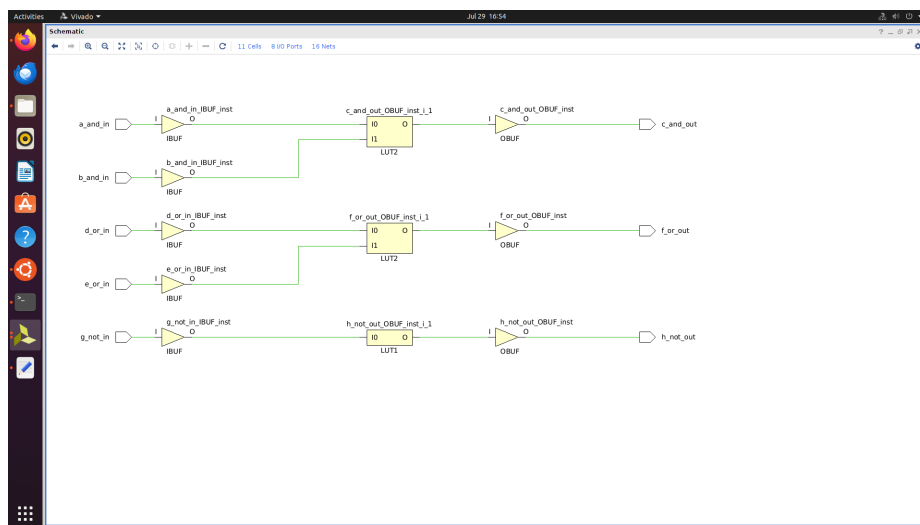 Activities Vivado Jul 29 16:54
Schematic
11 Cells 8 I/O Ports 16 Nets
a_and_in_IBUF_inst c_and_out_OBUF_inst_i_1 c_and_out_OBUF_inst
a_and_in I O I0 O I O c_and_out
IBUF I1 OBUF
LUT2
b_and_in_IBUF_inst
b_and_in I O
IBUF
d_or_in_IBUF_inst f_or_out_OBUF_inst_i_1 f_or_out_OBUF_inst
d_or_in I O I0 O I O f_or_out
IBUF I1 OBUF
LUT2
e_or_in_IBUF_inst
e_or_in I O
IBUF
g_not_in_IBUF_inst h_not_out_OBUF_inst_i_1 h_not_out_OBUF_inst
g_not_in I O I0 O I O h_not_out
IBUF LUT1 OBUF